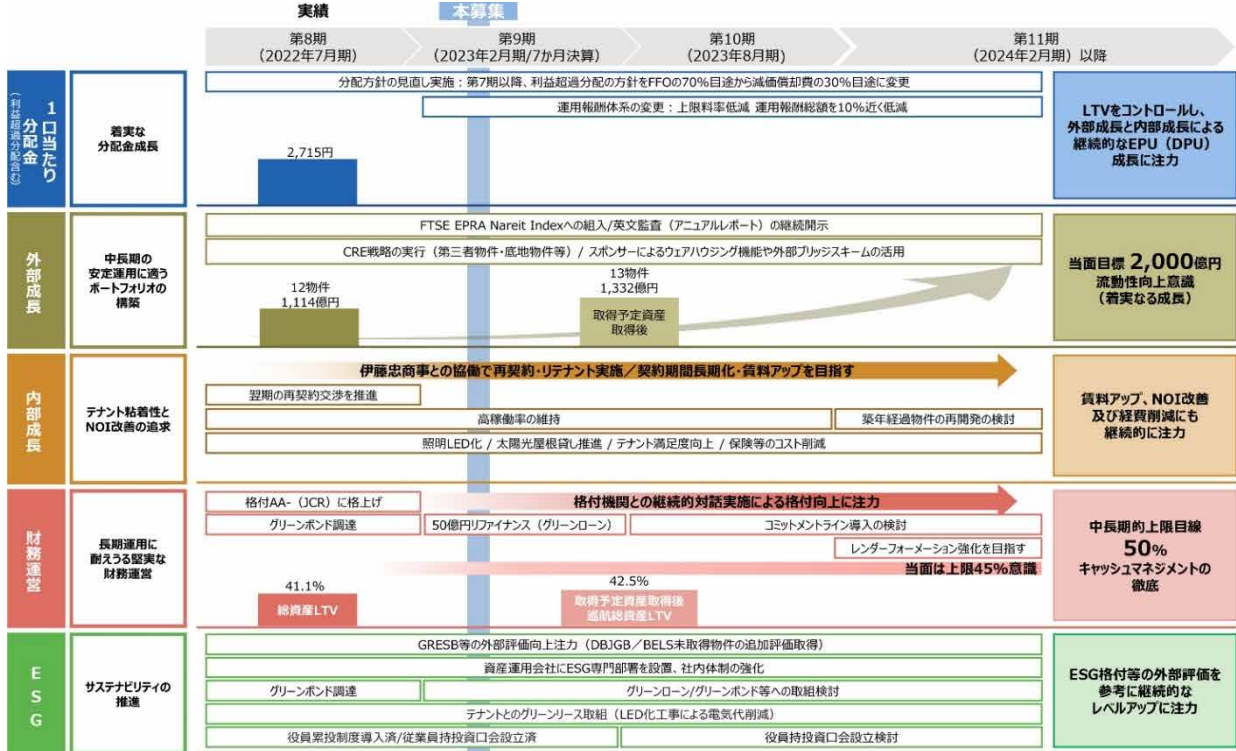 実績
本募集
第8期
(2022年7月期)
第9期
(2023年2月期/7か月決算)
第10期
(2023年8月期)
第11期
(2024年2月期)以降
1口当たり
分配金
(利益超過分配含む)
着実な
分配金成長
分配方針の見直し実施:第7期以降、利益超過分配の方針をFFOの70%目途から減価償却費の30%目途に変更
運用報酬体系の変更:上限料率低減 運用報酬総額を10%近く低減
2,715円
LTVをコントロールし、
外部成長と内部成長による
継続的なEPU(DPU)
成長に注力
外部成長
中長期の
安定運用に適う
ポートフォリオの
構築
FTSE EPRA Nareit Indexへの組入/英文監査(アニュアルレポート)の継続開示
CRE戦略の実行(第三者物件・底地物件等)/ スポンサーによるウェアハウジング機能や外部ブリッジスキームの活用
12物件
1,114億円
13物件
1,332億円
取得予定資産
取得後
当面目標 2,000億円
流動性向上意識
(着実なる成長)
内部成長
テナント粘着性と
NOI改善の追求
伊藤忠商事との協働で再契約・リテナント実施/契約期間長期化・賃料アップを目指す
翌期の再契約交渉を推進
高稼働率の維持
築年経過物件の再開発の検討
照明LED化 / 太陽光屋根貸し推進 / テナント満足度向上 / 保険等のコスト削減
賃料アップ、NOI改善
及び経費削減にも
継続的に注力
財務運営
長期運用に
耐えうる堅実な
財務運営
格付AA-(JCR)に格上げ
格付機関との継続的対話実施による格付向上に注力
グリーンボンド調達
50億円リファイナンス(グリーンローン)
コミットメントライン導入の検討
レンダーフォーメーション強化を目指す
当面は上限45%意識
41.1%
総資産LTV
42.5%
取得予定資産取得後
巡航総資産LTV
中長期的上限目線
50%
キャッシュマネジメントの
徹底
ESG
サステナビリティの
推進
GRESB等の外部評価向上注力(DBJGB/BELS未取得物件の追加評価取得)
資産運用会社にESG専門部署を設置、社内体制の強化
グリーンボンド調達
グリーンローン/グリーンボンド等への取組検討
テナントとのグリーンリース取組(LED化工事による電気代削減)
役員累投制度導入済/従業員持投資口会設立済
役員持投資口会設立検討
ESG格付等の外部評価を
参考に継続的な
レベルアップに注力